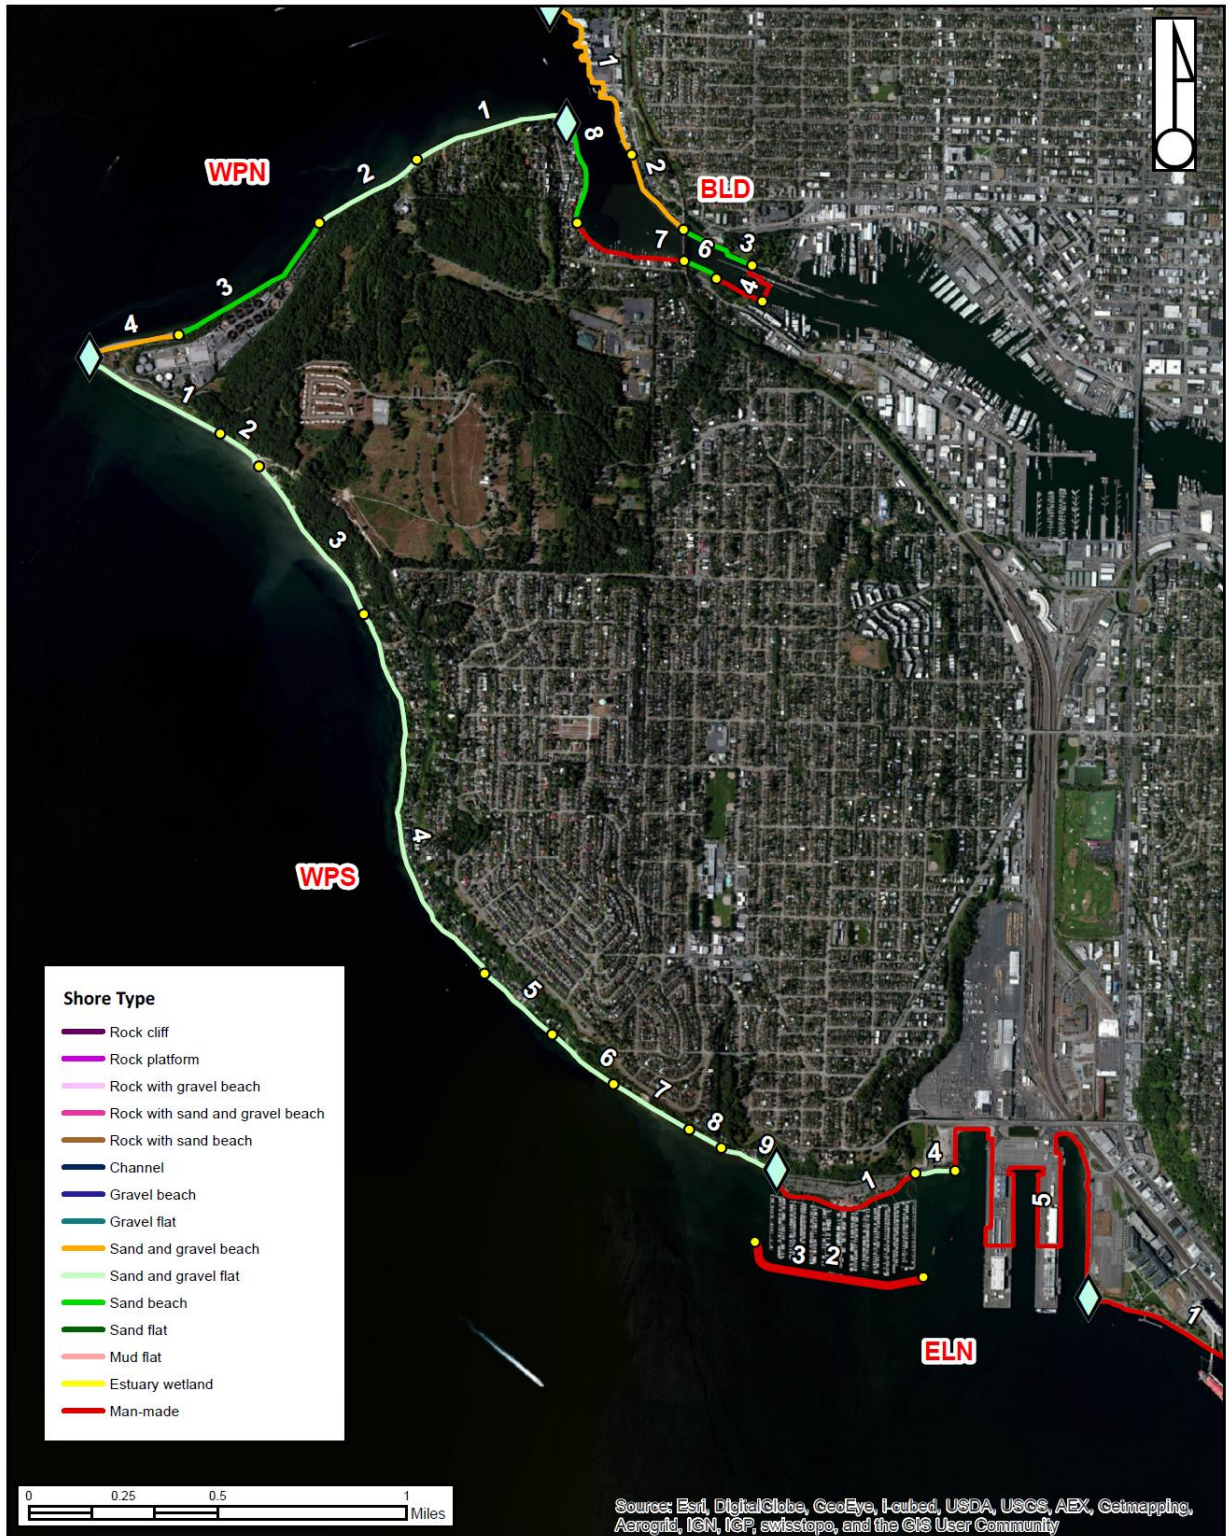 1
1
8
2
2
WPN
BLD
7
6
3
4
3
4
1
2
3
4
WPS
5
6
7
8
9
4
1
5
3 2
1
ELN
Shore Type
Rock cliff
Rock platform
Rock with gravel beach
Rock with sand and gravel beach
Rock with sand beach
Channel
Gravel beach
Gravel flat
Sand and gravel beach
Sand and gravel flat
Sand beach
Sand flat
Mud flat
Estuary wetland
Man-made
0 0.25 0.5 1
Miles
Source: Esri, DigitalGlobe, GeoEye, i-cubed, USDA, USGS, AEX, Getmapping,
Aerogrid, IGN, IGP, swisstopo, and the GIS User Community